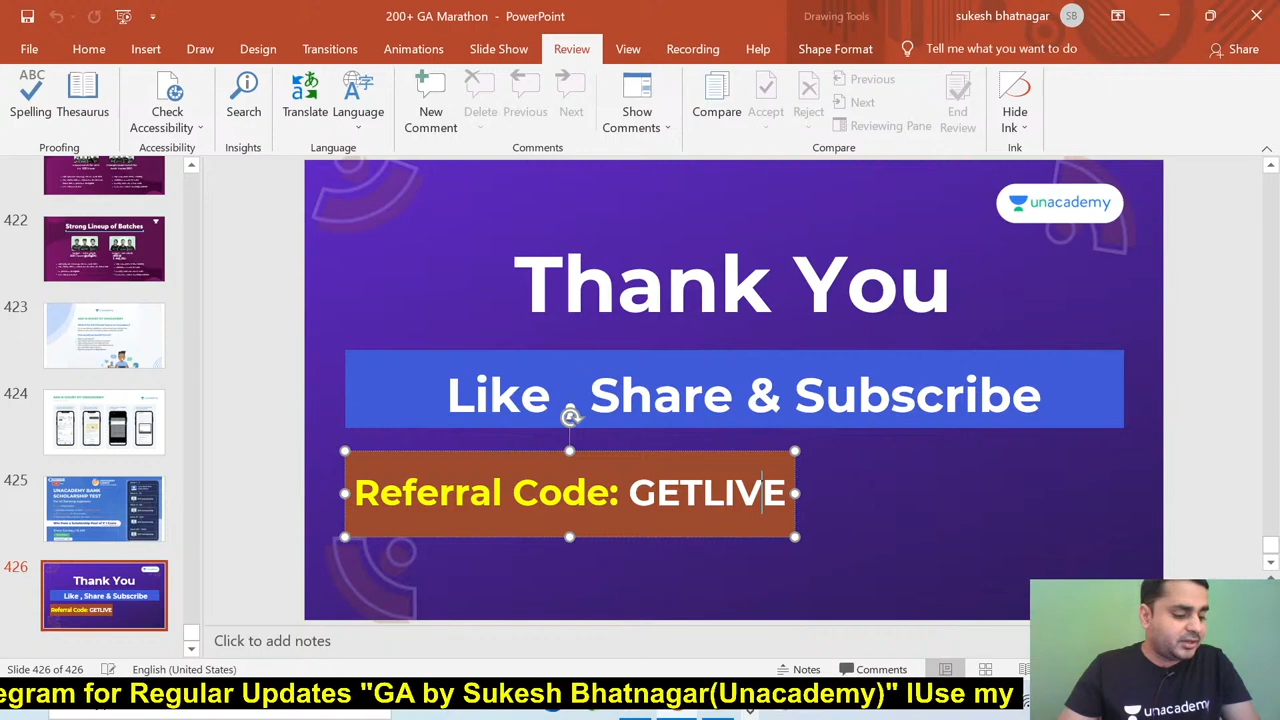 200+ GA Marathon - PowerPoint
Drawing Tools
sukesh bhatnagar
SB
File
Home
Insert
Draw
Design
Transitions
Animations
Slide Show
Review
View
Recording
Help
Shape Format
Tell me what you want to do
Share
ABC
Spelling
Thesaurus
Check Accessibility
Search
Translate
Language
New Comment
Delete
Previous
Next
Show Comments
Compare
Accept
Reject
Previous
Next
Reviewing Pane
End Review
Hide Ink
Proofing
Accessibility
Insights
Language
Comments
Compare
Ink
422
Strong Lineup of Batches
423
424
425
UNACADEMY BANK
SCHOLARSHIP TEST
426
Thank You
Like , Share & Subscribe
Referral Code: GETLIVE
unacademy
Thank You
Like , Share & Subscribe
Referral Code: GETLIVE
Click to add notes
Slide 426 of 426
English (United States)
Notes
Comments
egram for Regular Updates "GA by Sukesh Bhatnagar(Unacademy)" lUse my
unacademy